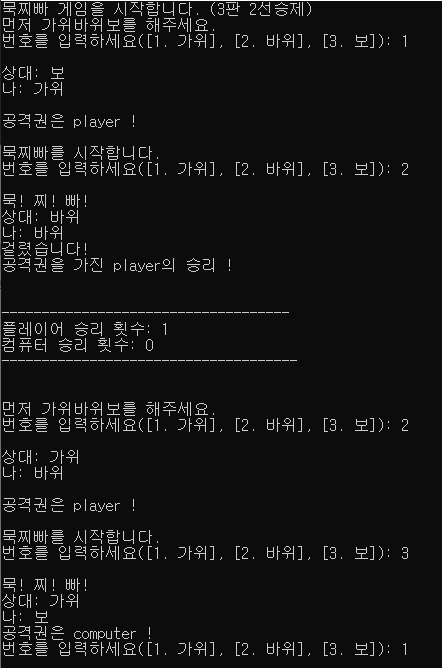 묵찌빠 게임을 시작합니다. (3판 2선승제)
먼저 가위바위보를 해주세요.
번호를 입력하세요([1. 가위], [2. 바위], [3. 보]): 1
상대: 보
나: 가위
공격권은 player !
묵찌빠를 시작합니다.
번호를 입력하세요([1. 가위], [2. 바위], [3. 보]): 2
묵! 찌! 빠!
상대: 바위
나: 바위
걸렸습니다!
공격권을 가진 player의 승리 !
------------------------------------
플레이어 승리 횟수: 1
컴퓨터 승리 횟수: 0
-------------------------------------
먼저 가위바위보를 해주세요.
번호를 입력하세요([1. 가위], [2. 바위], [3. 보]): 2
상대: 가위
나: 바위
공격권은 player !
묵찌빠를 시작합니다.
번호를 입력하세요([1. 가위], [2. 바위], [3. 보]): 3
묵! 찌! 빠!
상대: 가위
나: 보
공격권은 computer !
번호를 입력하세요([1. 가위], [2. 바위], [3. 보]): 1